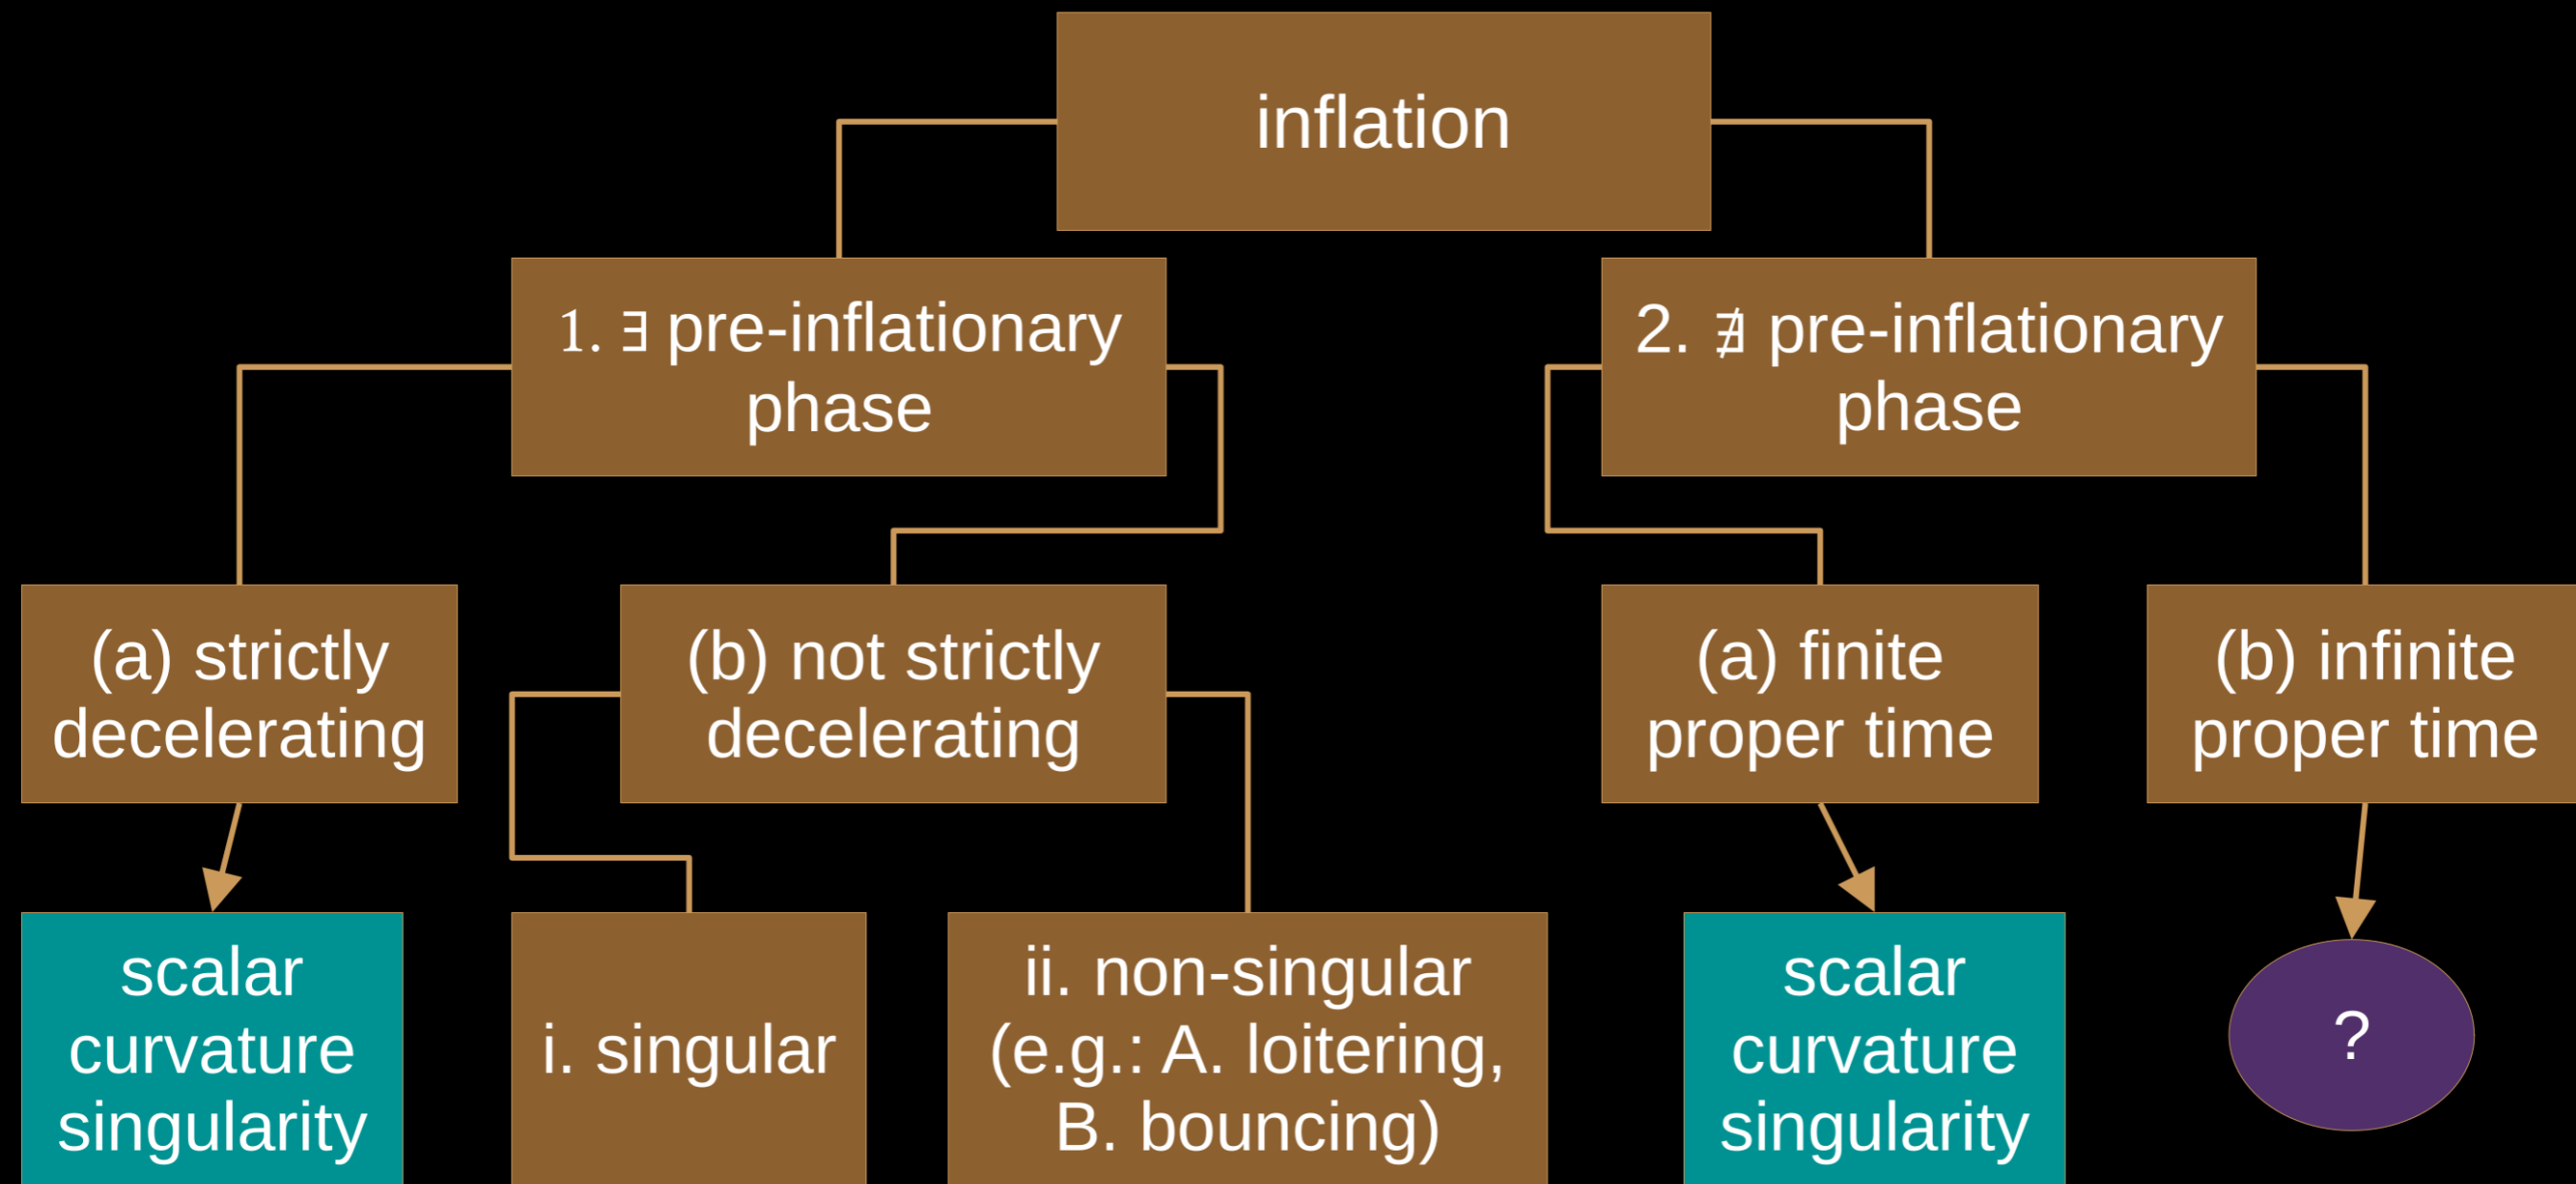 inflation
1. ∃ pre-inflationary
phase
2. ∄ pre-inflationary
phase
(a) strictly
decelerating
(b) not strictly
decelerating
(a) finite
proper time
(b) infinite
proper time
scalar
curvature
singularity
i. singular
ii. non-singular
(e.g.: A. loitering,
B. bouncing)
scalar
curvature
singularity
?